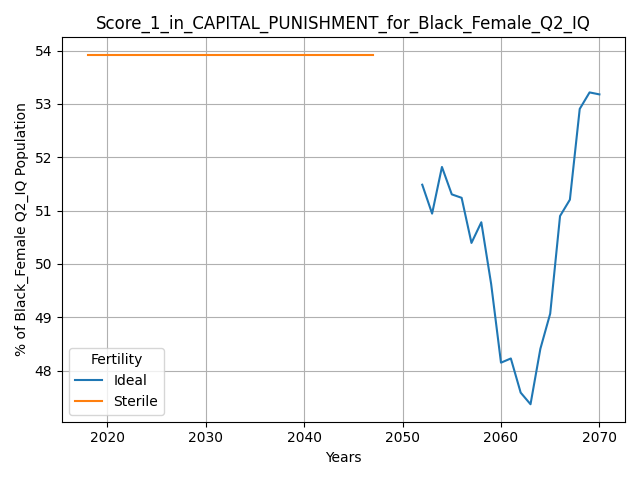 Score_1_in_CAPITAL_PUNISHMENT_for_Black_Female_Q2_IQ
% of Black_Female Q2_IQ Population
54
53
52
51
50
49
48
Fertility
Ideal
Sterile
2020 2030 2040 2050 2060 2070
Years